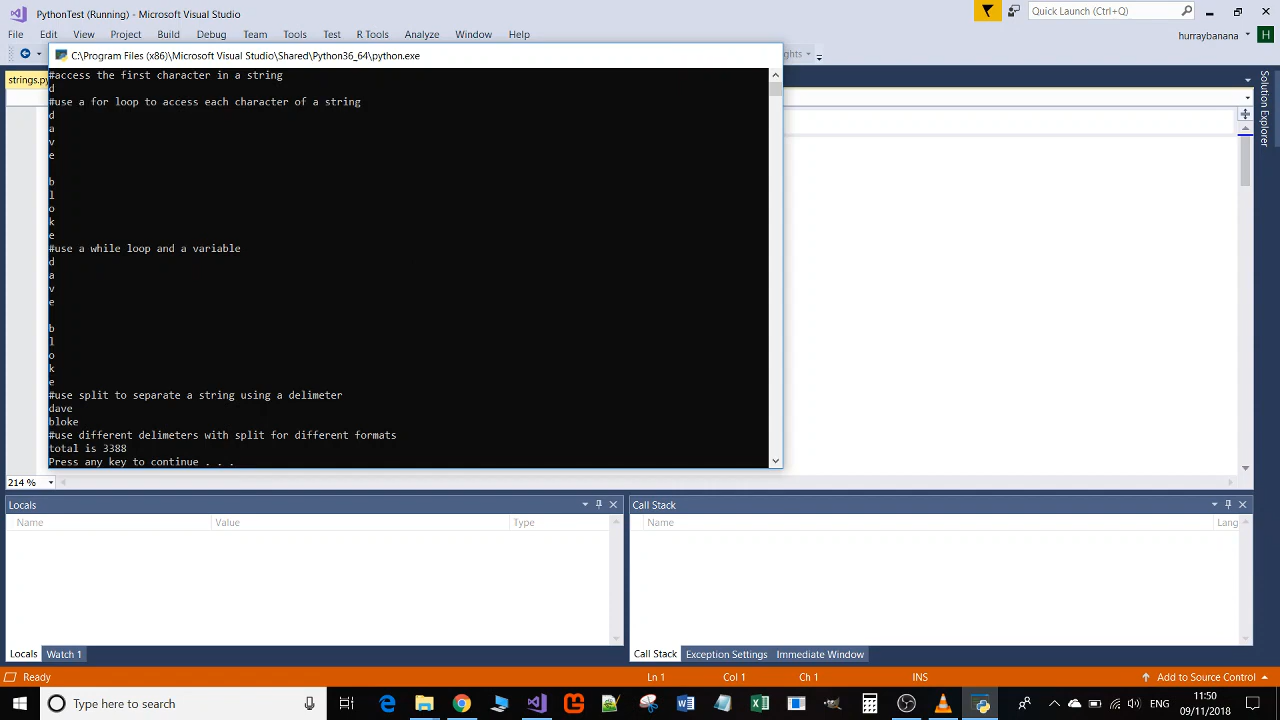 PythonTest (Running) - Microsoft Visual Studio
Quick Launch (Ctrl+Q)
File Edit View Project Build Debug Team Tools Test R Tools Analyze Window Help
hurraybanana
H
C:\Program Files (x86)\Microsoft Visual Studio\Shared\Python36_64\python.exe
strings.py
Solution Explorer
#access the first character in a string
d
#use a for loop to access each character of a string
d
a
v
e
b
l
o
k
e
#use a while loop and a variable
d
a
v
e
b
l
o
k
e
#use split to separate a string using a delimeter
dave
bloke
#use different delimeters with split for different formats
total is 3388
Press any key to continue . . .
214 %
Locals
Call Stack
Name Value Type
Name
Lang
Locals Watch 1
Call Stack Exception Settings Immediate Window
Ready
Ln 1 Col 1 Ch 1 INS
Add to Source Control
Type here to search
ENG
11:50
09/11/2018